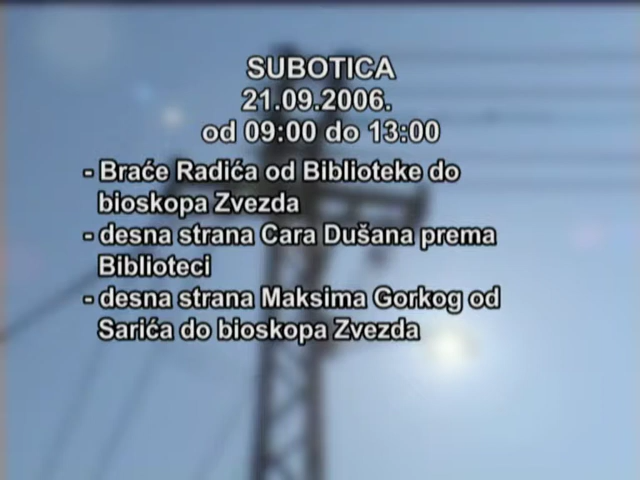 SUBOTICA
21.09.2006.
od 09:00 do 13:00
- Braće Radića od Biblioteke do
bioskopa Zvezda
- desna strana Cara Dušana prema
Biblioteci
- desna strana Maksima Gorkog od
Sarića do bioskopa Zvezda